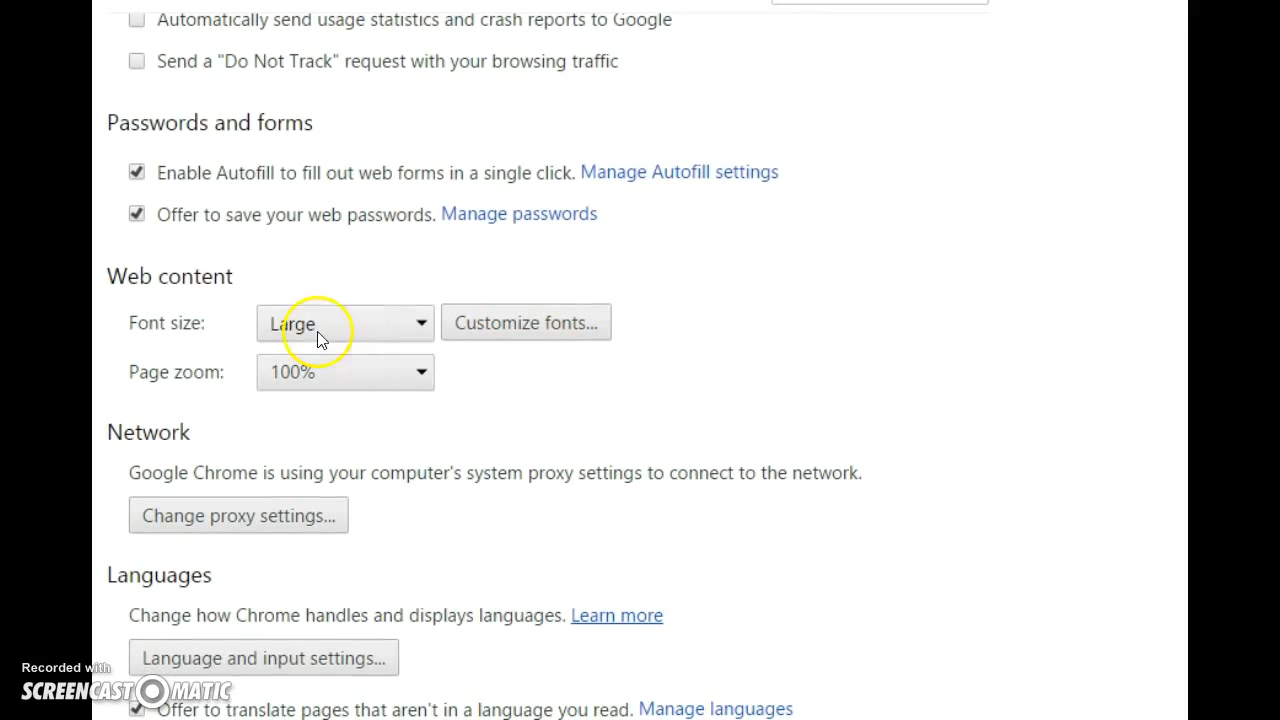 Automatically send usage statistics and crash reports to Google
Send a "Do Not Track" request with your browsing traffic
Passwords and forms
Enable Autofill to fill out web forms in a single click. Manage Autofill settings
Offer to save your web passwords. Manage passwords
Web content
Font size: Large Customize fonts...
Page zoom: 100%
Network
Google Chrome is using your computer's system proxy settings to connect to the network.
Change proxy settings...
Languages
Change how Chrome handles and displays languages. Learn more
Language and input settings...
Offer to translate pages that aren't in a language you read. Manage languages
Recorded with
SCREENCAST MATIC